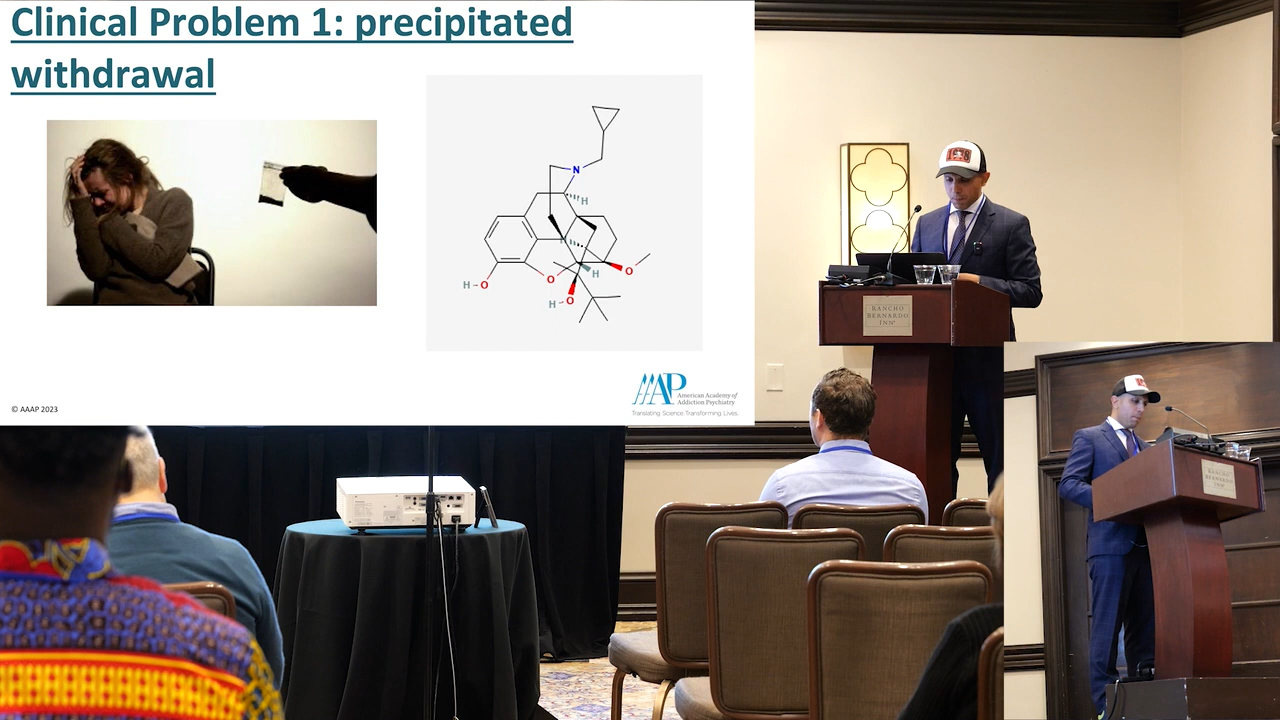 Clinical Problem 1: precipitated
withdrawal
N
H
H
H
H-O
O
O
H-O
© AAAP 2023
AAAP
American Academy of
Addiction Psychiatry
Translating Science. Transforming Lives.
RANCHO
BERNARDO
INN
RANCHO
BERNARDO
INN